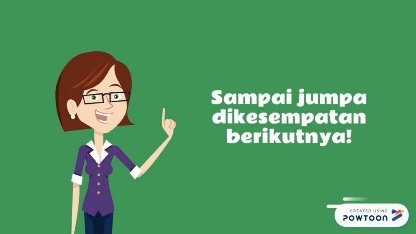 Sampai jumpa
dikesempatan
berikutnya!
CREATED USING
POWTOON